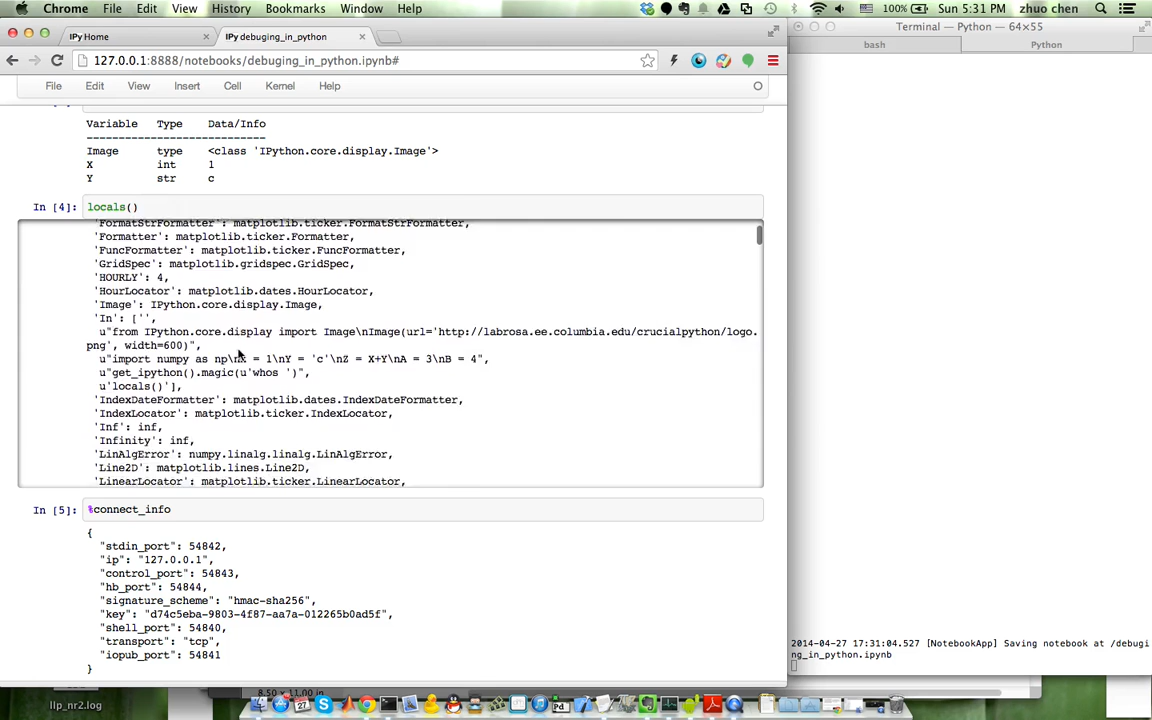 Chrome File Edit View History Bookmarks Window Help 100% Sun 5:31 PM zhuo chen
IPy Home
IPy debuging_in_python
Terminal — Python — 64×55
bash
Python
127.0.0.1:8888/notebooks/debuging_in_python.ipynb#
File Edit View Insert Cell Kernel Help
Variable Type Data/Info
-----------------------------
Image type <class 'IPython.core.display.Image'>
X int 1
Y str c
In [4]: locals()
'FormatStrFormatter': matplotlib.ticker.FormatStrFormatter,
'Formatter': matplotlib.ticker.Formatter,
'FuncFormatter': matplotlib.ticker.FuncFormatter,
'GridSpec': matplotlib.gridspec.GridSpec,
'HOURLY': 4,
'HourLocator': matplotlib.dates.HourLocator,
'Image': IPython.core.display.Image,
'In': ['',
u"from IPython.core.display import Image\nImage(url='http://labrosa.ee.columbia.edu/crucialpython/logo.
png', width=600)",
u"import numpy as np\nX = 1\nY = 'c'\nZ = X+Y\nA = 3\nB = 4",
u"get_ipython().magic(u'whos ')",
u'locals()'],
'IndexDateFormatter': matplotlib.dates.IndexDateFormatter,
'IndexLocator': matplotlib.ticker.IndexLocator,
'Inf': inf,
'Infinity': inf,
'LinAlgError': numpy.linalg.linalg.LinAlgError,
'Line2D': matplotlib.lines.Line2D,
'LinearLocator': matplotlib.ticker.LinearLocator,
In [5]: %connect_info
{
"stdin_port": 54842,
"ip": "127.0.0.1",
"control_port": 54843,
"hb_port": 54844,
"signature_scheme": "hmac-sha256",
"key": "d74c5eba-9803-4f87-aa7a-012265b0ad5f",
"shell_port": 54840,
"transport": "tcp",
"iopub_port": 54841
}
2014-04-27 17:31:04.527 [NotebookApp] Saving notebook at /debugi
ng_in_python.ipynb
8.50 × 11.00 in
llp_nr2.log